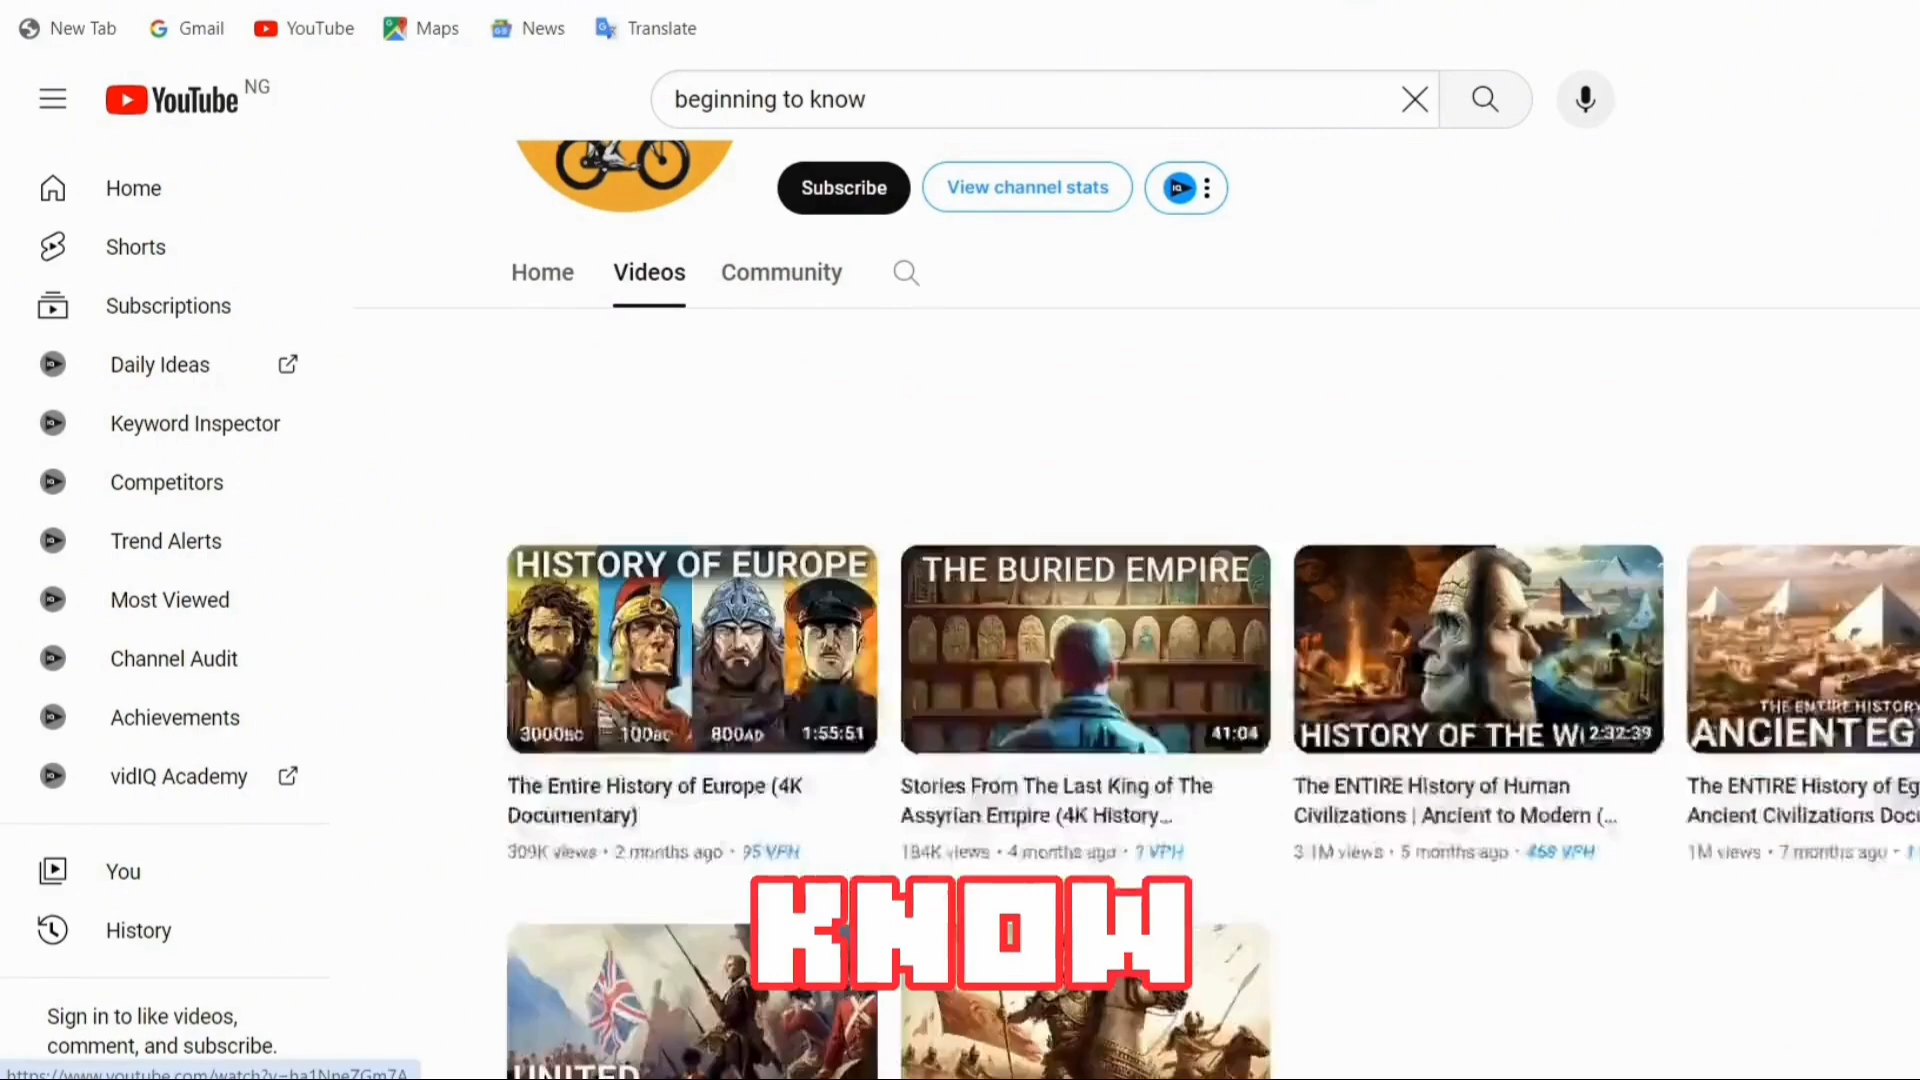 New Tab
Gmail
YouTube
Maps
News
Translate
YouTube NG
beginning to know
Subscribe
View channel stats
Home
Videos
Community
Home
Shorts
Subscriptions
Daily Ideas
Keyword Inspector
Competitors
Trend Alerts
Most Viewed
Channel Audit
Achievements
vidIQ Academy
You
History
Sign in to like videos,
comment, and subscribe.
HISTORY OF EUROPE
3000BC 100BC 800AD 1:55:51
The Entire History of Europe (4K
Documentary)
309K views • 2 months ago • 95 VPH
THE BURIED EMPIRE
41:04
Stories From The Last King of The
Assyrian Empire (4K History...
184K views • 4 months ago • ? VPH
HISTORY OF THE W 2:32:39
The ENTIRE History of Human
Civilizations | Ancient to Modern (...
3.1M views • 5 months ago • 468 VPH
THE ENTIRE HISTORY
ANCIENT EG
The ENTIRE History of Eg
Ancient Civilizations Docu
1M views • 7 months ago •
KNOW
UNITED